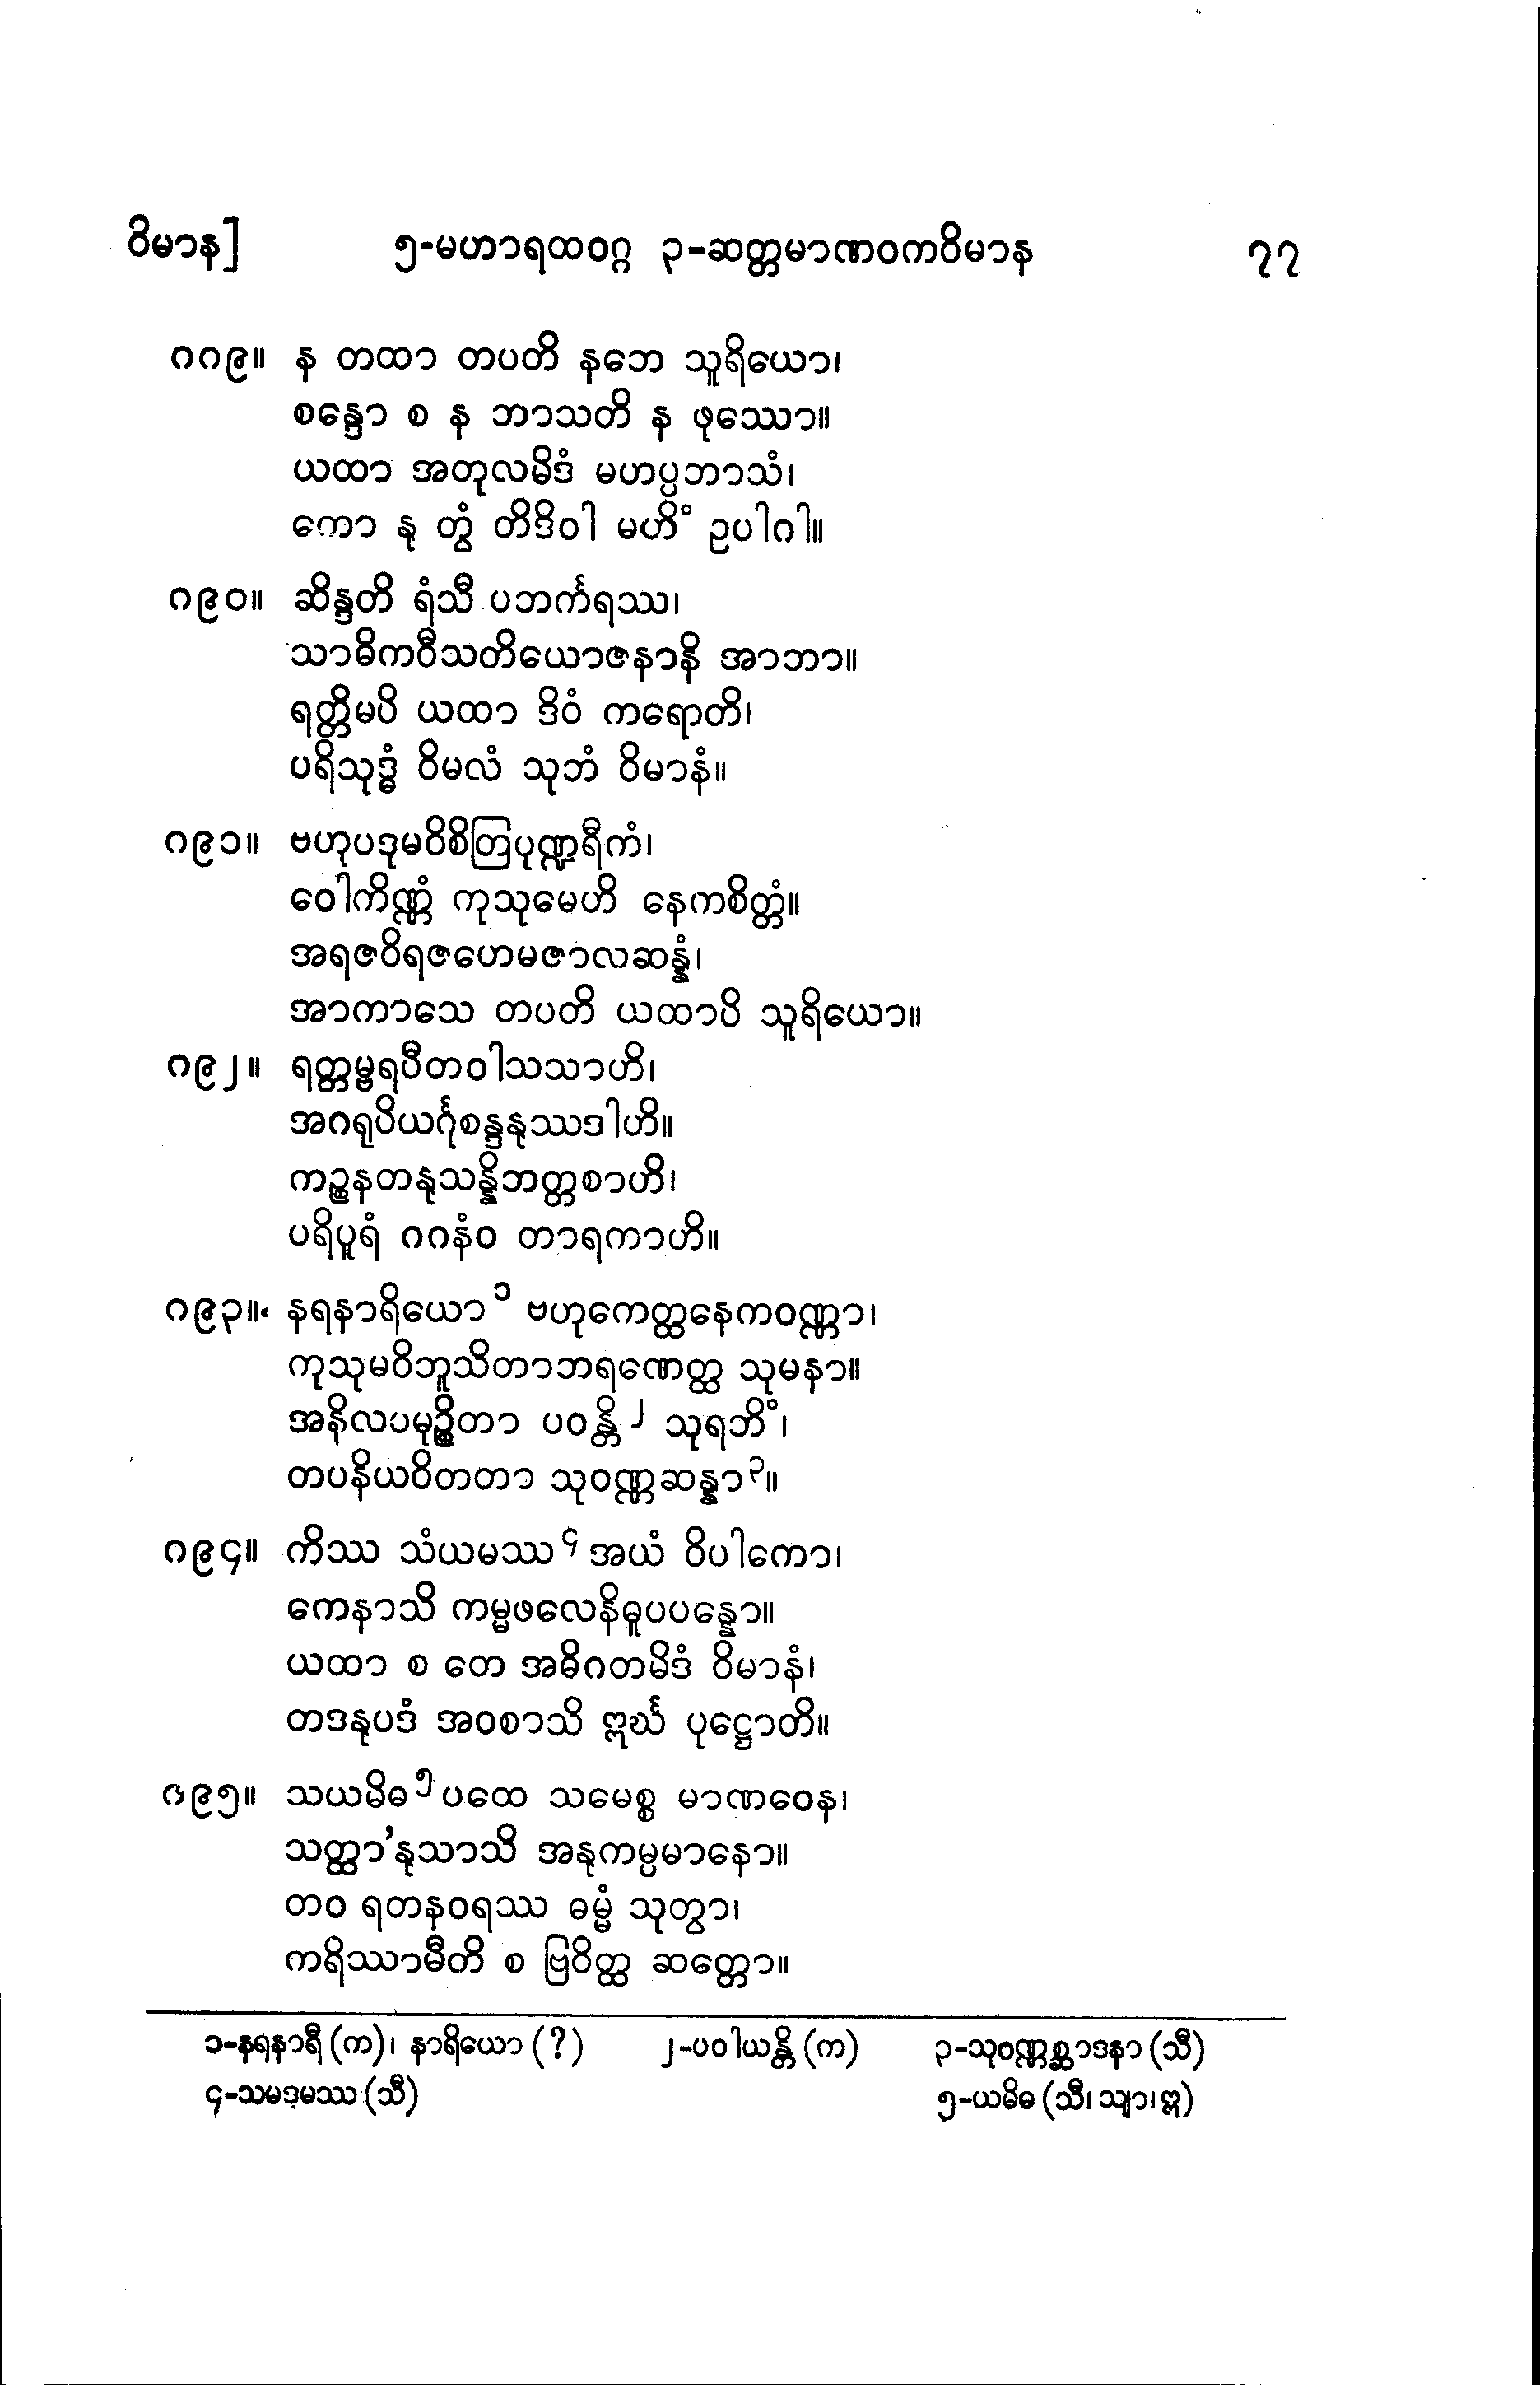 ဝိမာန]	၅-မဟာရထဝဂ္ဂ ၃-ဆတ္တမာဏဝကဝိမာန	၇၇
ဂဂ၉။ န တထာ တပတိ နဘေ သူရိယော၊
စန္ဒော စ န ဘာသတိ န ဖုဿော။
ယထာ အတုလမိဒံ မဟပ္ပဘာသံ၊
ကော နု တွံ တိဒိဝါ မဟိံ ဥပါဂါ။
ဂ၉၀။ ဆိန္ဒတိ ရံသီ ပဘင်္ကရဿ၊
သာဓိကဝီသတိယောဇနာနိ အာဘာ။
ရတ္တိမပိ ယထာ ဒိဝံ ကရောတိ၊
ပရိသုဒ္ဓံ ဝိမလံ သုဘံ ဝိမာနံ။
ဂ၉၁။ ဗဟုပဒုမဝိစိတြပုဏ္ဍရီကံ၊
ဝေါကိဏ္ဏံ ကုသုမေဟိ နေကစိတ္တံ။
အရဇဝိရဇဟေမဇာလဆန္နံ၊
အာကာသေ တပတိ ယထာပိ သူရိယော။
ဂ၉၂။ ရတ္တမ္ဗရပီတဝါသသာဟိ၊
အဂရုပိယင်္ဂုစန္ဒနုဿဒါဟိ။
ကဉ္စနတနုသန္နိဘတ္တစာဟိ၊
ပရိပူရံ ဂဂနံဝ တာရကာဟိ။
ဂ၉၃။ နရနာရိယော၁ ဗဟုကေတ္ထနေကဝဏ္ဏာ၊
ကုသုမဝိဘူသိတာဘရဏေတ္ထ သုမနာ။
အနိလပမုဉ္စိတာ ပဝန္တိ၂ သုရဘိံ၊
တပနိယဝိတတာ သုဝဏ္ဏဆန္နာ၃။
ဂ၉၄။ ကိဿ သံယမဿ၄ အယံ ဝိပါကော၊
ကေနာသိ ကမ္မဖလေနိဓူပပန္နော။
ယထာ စ တေ အဓိဂတမိဒံ ဝိမာနံ၊
တဒနုပဒံ အဝစာသိ ဣင်္ဃ ပုဋ္ဌောတိ။
ဂ၉၅။ သယမိဓ၅ ပထေ သမေစ္စ မာဏဝေန၊
သတ္ထာ’နုသာသိ အနုကမ္ပမာနော။
တဝ ရတနဝရဿ ဓမ္မံ သုတွာ၊
ကရိဿာမီတိ စ ဗြဝိတ္ထ ဆတ္တော။
၁-နရနာရီ (က)၊ နာရိယော (?)	၂-ပဝါယန္တိ (က)	၃-သုဝဏ္ဏစ္ဆာဒနာ (သီ)
၄-သမဒမဿ (သီ)	၅-ယမိဓ (သီ၊ သျာ၊ ဣ)